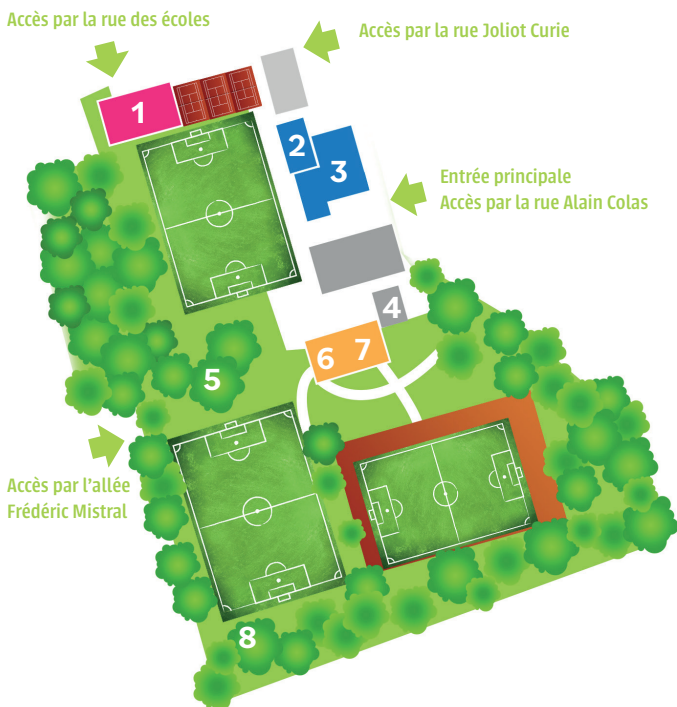 Accès par la rue des écoles
Accès par la rue Joliot Curie
1
2
3
Entrée principale
Accès par la rue Alain Colas
4
6
7
5
Accès par l'allée
Frédéric Mistral
8